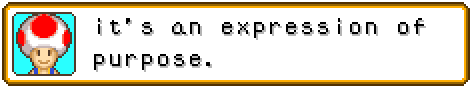 it's an expression of
purpose.